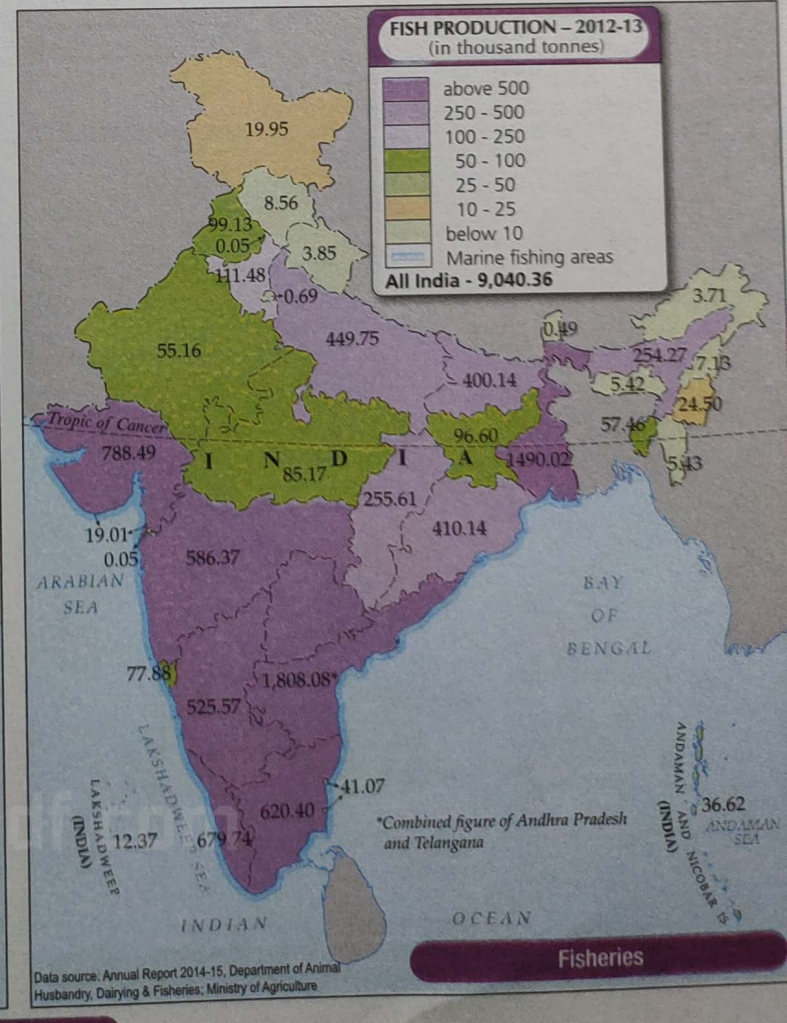 FISH PRODUCTION – 2012-13
(in thousand tonnes)
above 500
250 - 500
100 - 250
50 - 100
25 - 50
10 - 25
below 10
Marine fishing areas
All India - 9,040.36
19.95
8.56
99.13
0.05
3.85
111.48
0.69
3.71
0.49
449.75
55.16
254.27
7.13
400.14
5.42
24.50
Tropic of Cancer
57.46
96.60
788.49
I N D I A
1490.02
5.43
85.17
255.61
410.14
19.01
0.05
586.37
ARABIAN
SEA
BAY
OF
BENGAL
77.88
1,808.08*
525.57
LAKSHADWEEP SEA
ANDAMAN AND NICOBAR IS
(INDIA)
41.07
620.40
36.62
ANDAMAN
SEA
*Combined figure of Andhra Pradesh
and Telangana
LAKSHADWEEP
(INDIA)
12.37
679.74
INDIAN OCEAN
Fisheries
Data source: Annual Report 2014-15, Department of Animal
Husbandry, Dairying & Fisheries; Ministry of Agriculture